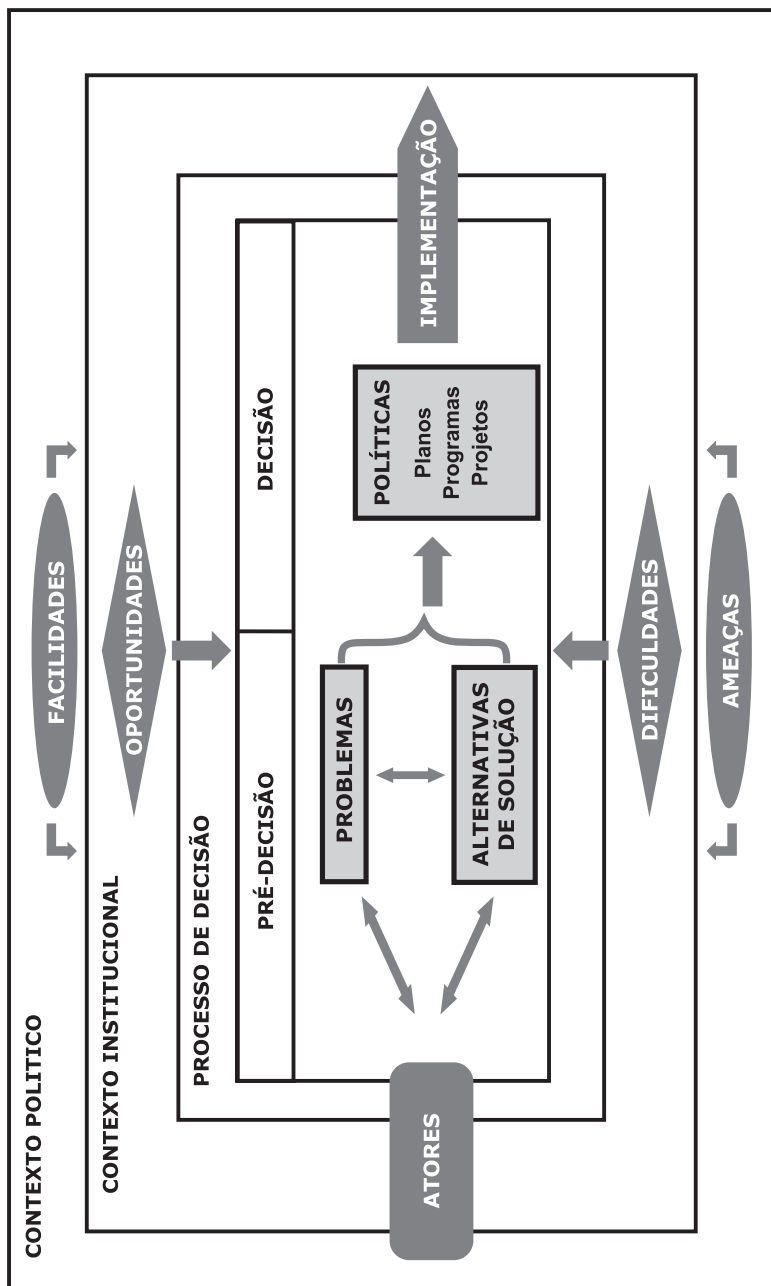 CONTEXTO POLITICO
FACILIDADES
CONTEXTO INSTITUCIONAL
OPORTUNIDADES
PROCESSO DE DECISÃO
PRÉ-DECISÃO
DECISÃO
ATORES
PROBLEMAS
ALTERNATIVAS
DE SOLUÇÃO
POLÍTICAS
Planos
Programas
Projetos
IMPLEMENTAÇÃO
DIFICULDADES
AMEAÇAS